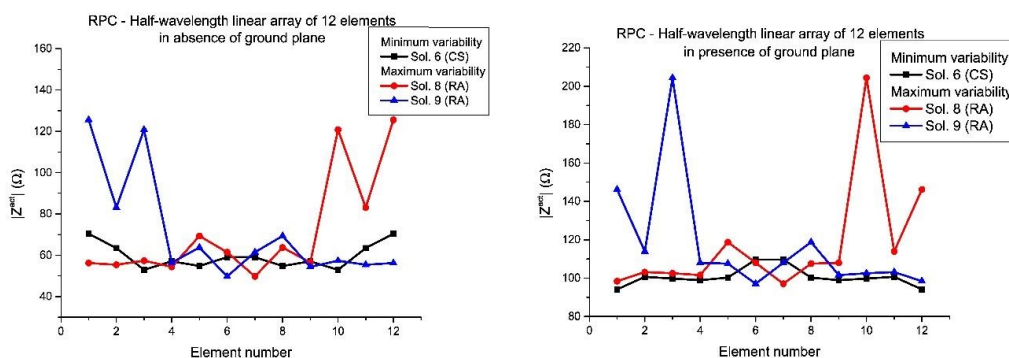 RPC - Half-wavelength linear array of 12 elements
in absence of ground plane
Minimum variability
Sol. 6 (CS)
Maximum variability
Sol. 8 (RA)
Sol. 9 (RA)
|Zᵃᶜᵗ| (Ω)
160
140
120
100
80
60
40
0
2
4
6
8
10
12
Element number
RPC - Half-wavelength linear array of 12 elements
in presence of ground plane
Minimum variability
Sol. 6 (CS)
Maximum variability
Sol. 8 (RA)
Sol. 9 (RA)
|Zᵃᶜᵗ| (Ω)
220
200
180
160
140
120
100
80
0
2
4
6
8
10
12
Element number